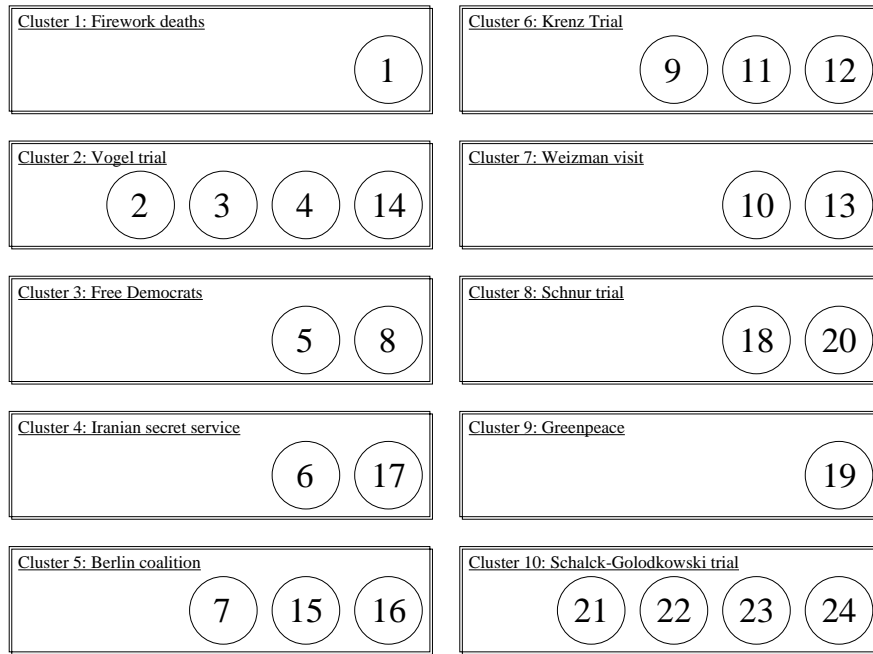 Cluster 1: Firework deaths
1
Cluster 2: Vogel trial
2 3 4 14
Cluster 3: Free Democrats
5 8
Cluster 4: Iranian secret service
6 17
Cluster 5: Berlin coalition
7 15 16
Cluster 6: Krenz Trial
9 11 12
Cluster 7: Weizman visit
10 13
Cluster 8: Schnur trial
18 20
Cluster 9: Greenpeace
19
Cluster 10: Schalck-Golodkowski trial
21 22 23 24